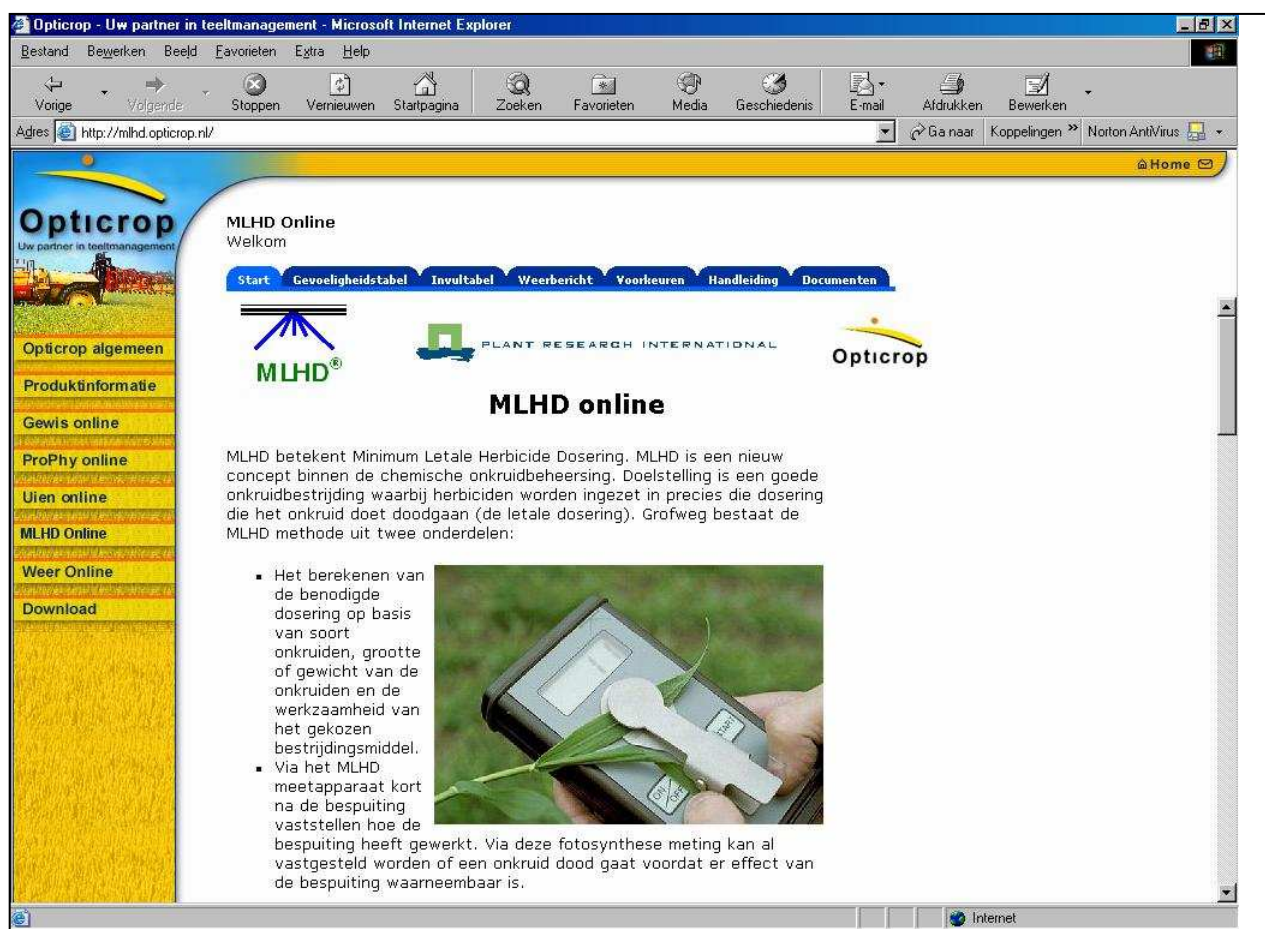 Opticrop - Uw partner in teeltmanagement - Microsoft Internet Explorer
Bestand Bewerken Beeld Favorieten Extra Help
Vorige Volgende Stoppen Vernieuwen Startpagina Zoeken Favorieten Media Geschiedenis E-mail Afdrukken Bewerken
Adres http://mlhd.opticrop.nl/ Ga naar Koppelingen » Norton AntiVirus
Home
Opticrop
Uw partner in teeltmanagement
MLHD Online
Welkom
Start Gevoeligheidstabel Invultabel Weerbericht Voorkeuren Handleiding Documenten
MLHD®
PLANT RESEARCH INTERNATIONAL
Opticrop
Opticrop algemeen
Produktinformatie
Gewis online
ProPhy online
Uien online
MLHD Online
Weer Online
Download
MLHD online
MLHD betekent Minimum Letale Herbicide Dosering. MLHD is een nieuw
concept binnen de chemische onkruidbeheersing. Doelstelling is een goede
onkruidbestrijding waarbij herbiciden worden ingezet in precies die dosering
die het onkruid doet doodgaan (de letale dosering). Grofweg bestaat de
MLHD methode uit twee onderdelen:
Het berekenen van
de benodigde
dosering op basis
van soort
onkruiden, grootte
of gewicht van de
onkruiden en de
werkzaamheid van
het gekozen
bestrijdingsmiddel.
Via het MLHD
meetapparaat kort
na de bespuiting
vaststellen hoe de
bespuiting heeft gewerkt. Via deze fotosynthese meting kan al
vastgesteld worden of een onkruid dood gaat voordat er effect van
de bespuiting waarneembaar is.
START
ON
OFF
Internet